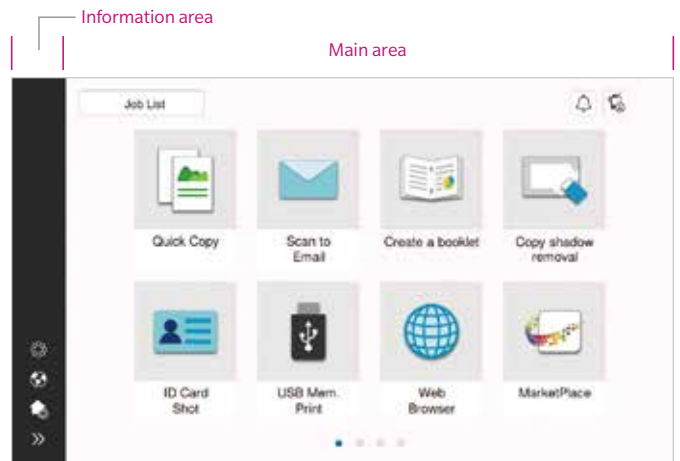 Information area
Main area
Job List
Quick Copy
Scan to
Email
Create a booklet
Copy shadow
removal
ID Card
Shot
USB Mem.
Print
Web
Browser
MarketPlace